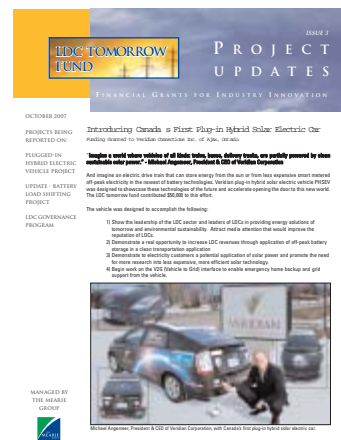 ISSUE 3
LDC TOMORROW
FUND
PROJECT
UPDATES
FINANCIAL GRANTS FOR INDUSTRY INNOVATION
OCTOBER 2007
PROJECTS BEING
REPORTED ON:
PLUGGED-IN
HYBRID ELECTRIC
VEHICLE PROJECT
UPDATE - BATTERY
LOAD SHIFTING
PROJECT
LDC GOVERNANCE
PROGRAM
Introducing Canada s First Plug-in Hybrid Solar Electric Car
Funding Granted to Veridian Connections Inc. of Ajax, Canada
"Imagine a world where vehicles of all kinds: trains, buses, delivery trucks, are partially powered by clean
sustainable solar power." - Michael Angemeer, President & CEO of Veridian Corporation
And imagine an electric drive train that can store energy from the sun or from less expensive smart metered
off-peak electricity in the newest of battery technologies. Veridian plug-in hybrid solar electric vehicle PHSEV
was designed to showcase these technologies of the future and accelerate opening the door to this new world.
The LDC tomorrow fund contributed $50,000 to this effort.
The vehicle was designed to accomplish the following:
1) Show the leadership of the LDC sector and leaders of LDCs in providing energy solutions of
tomorrow and environmental sustainability. Attract media attention that would improve the
reputation of LDCs.
2) Demonstrate a real opportunity to increase LDC revenues through application of off-peak battery
storage in a clean transportation application
3) Demonstrate to electricity customers a potential application of solar power and promote the need
for more research into less expensive, more efficient solar technology.
4) Begin work on the V2G (Vehicle to Grid) interface to enable emergency home backup and grid
support from the vehicle.
VERIDIAN
MANAGED BY
THE MEARIE
GROUP
MEARIE
Michael Angemeer, President & CEO of Veridian Corporation, with Canada's first plug-in hybrid solar electric car.